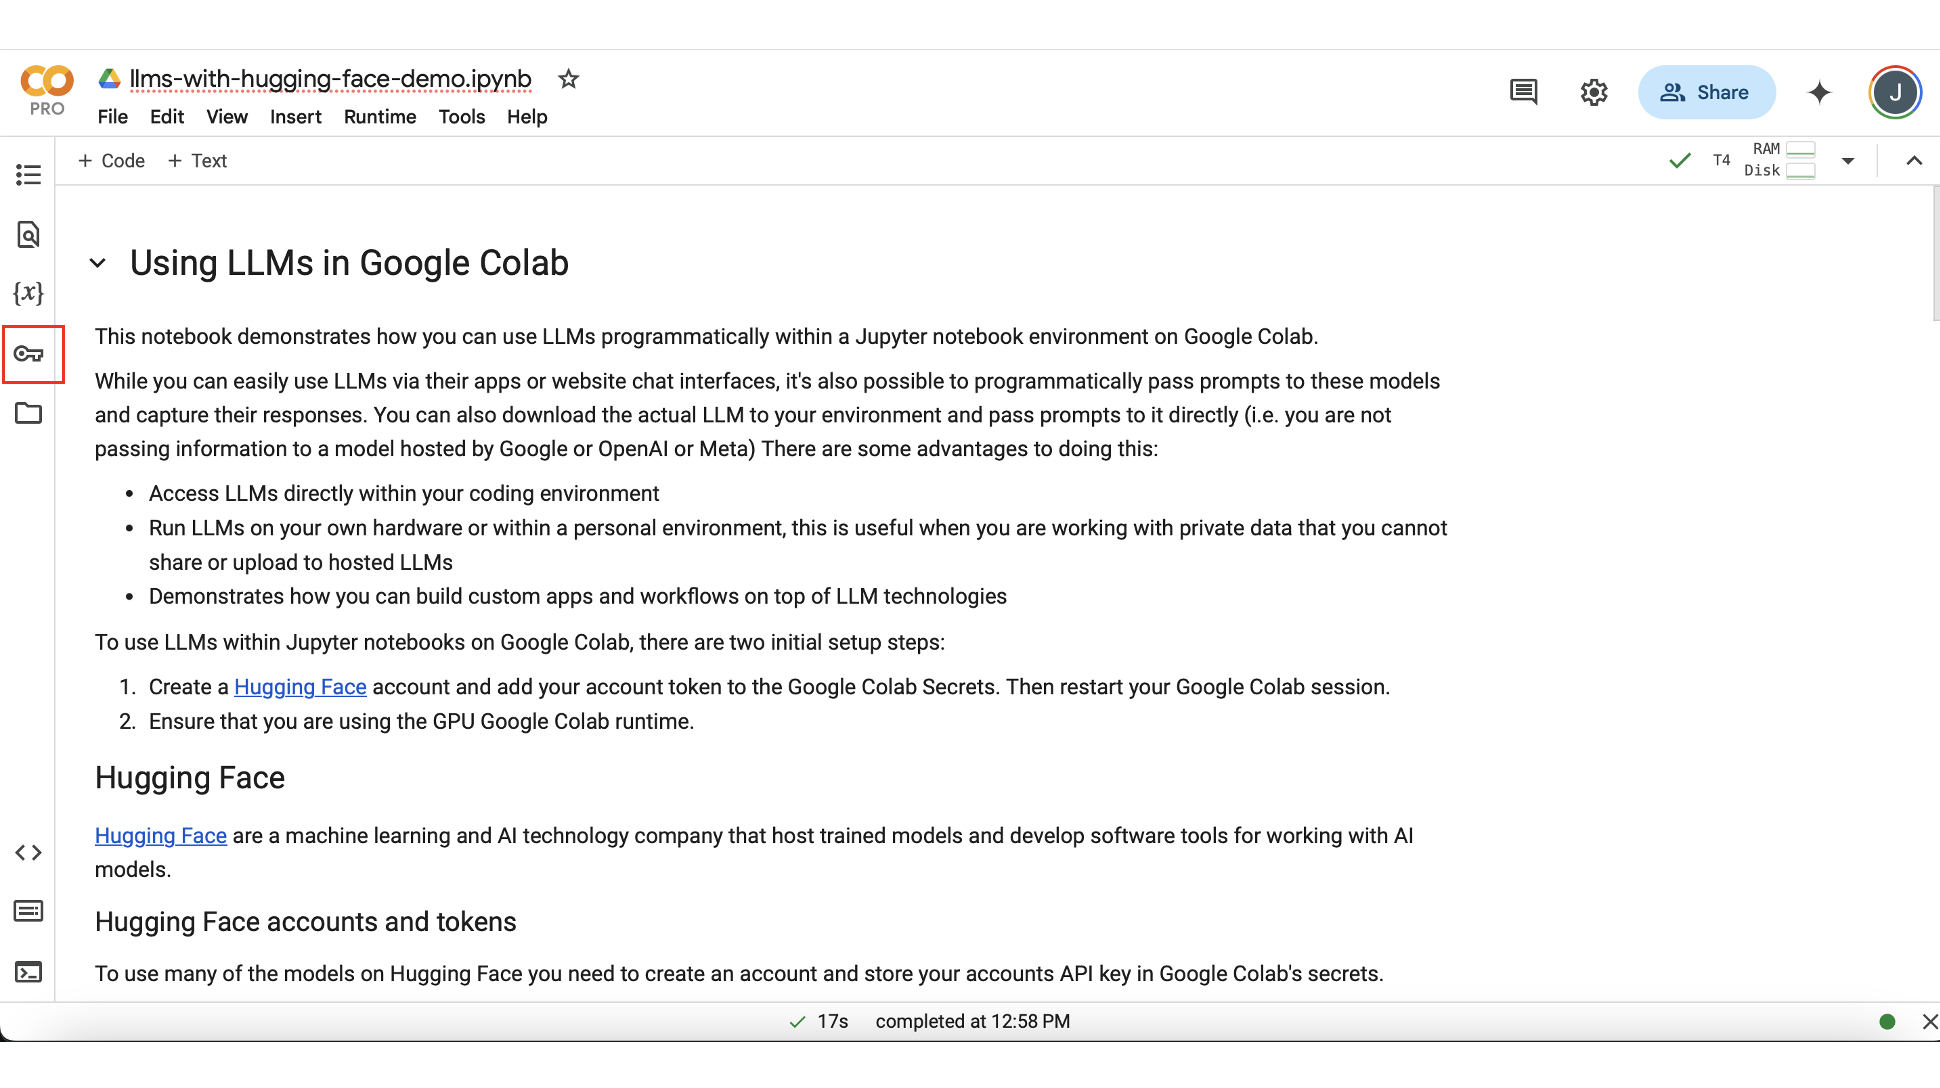 llms-with-hugging-face-demo.ipynb
PRO
File Edit View Insert Runtime Tools Help
Share
J
+ Code + Text
T4
RAM
Disk
{x}
Using LLMs in Google Colab
This notebook demonstrates how you can use LLMs programmatically within a Jupyter notebook environment on Google Colab.
While you can easily use LLMs via their apps or website chat interfaces, it's also possible to programmatically pass prompts to these models
and capture their responses. You can also download the actual LLM to your environment and pass prompts to it directly (i.e. you are not
passing information to a model hosted by Google or OpenAI or Meta) There are some advantages to doing this:
• Access LLMs directly within your coding environment
• Run LLMs on your own hardware or within a personal environment, this is useful when you are working with private data that you cannot
share or upload to hosted LLMs
• Demonstrates how you can build custom apps and workflows on top of LLM technologies
To use LLMs within Jupyter notebooks on Google Colab, there are two initial setup steps:
1. Create a Hugging Face account and add your account token to the Google Colab Secrets. Then restart your Google Colab session.
2. Ensure that you are using the GPU Google Colab runtime.
Hugging Face
Hugging Face are a machine learning and AI technology company that host trained models and develop software tools for working with AI
models.
Hugging Face accounts and tokens
To use many of the models on Hugging Face you need to create an account and store your accounts API key in Google Colab's secrets.
17s completed at 12:58 PM